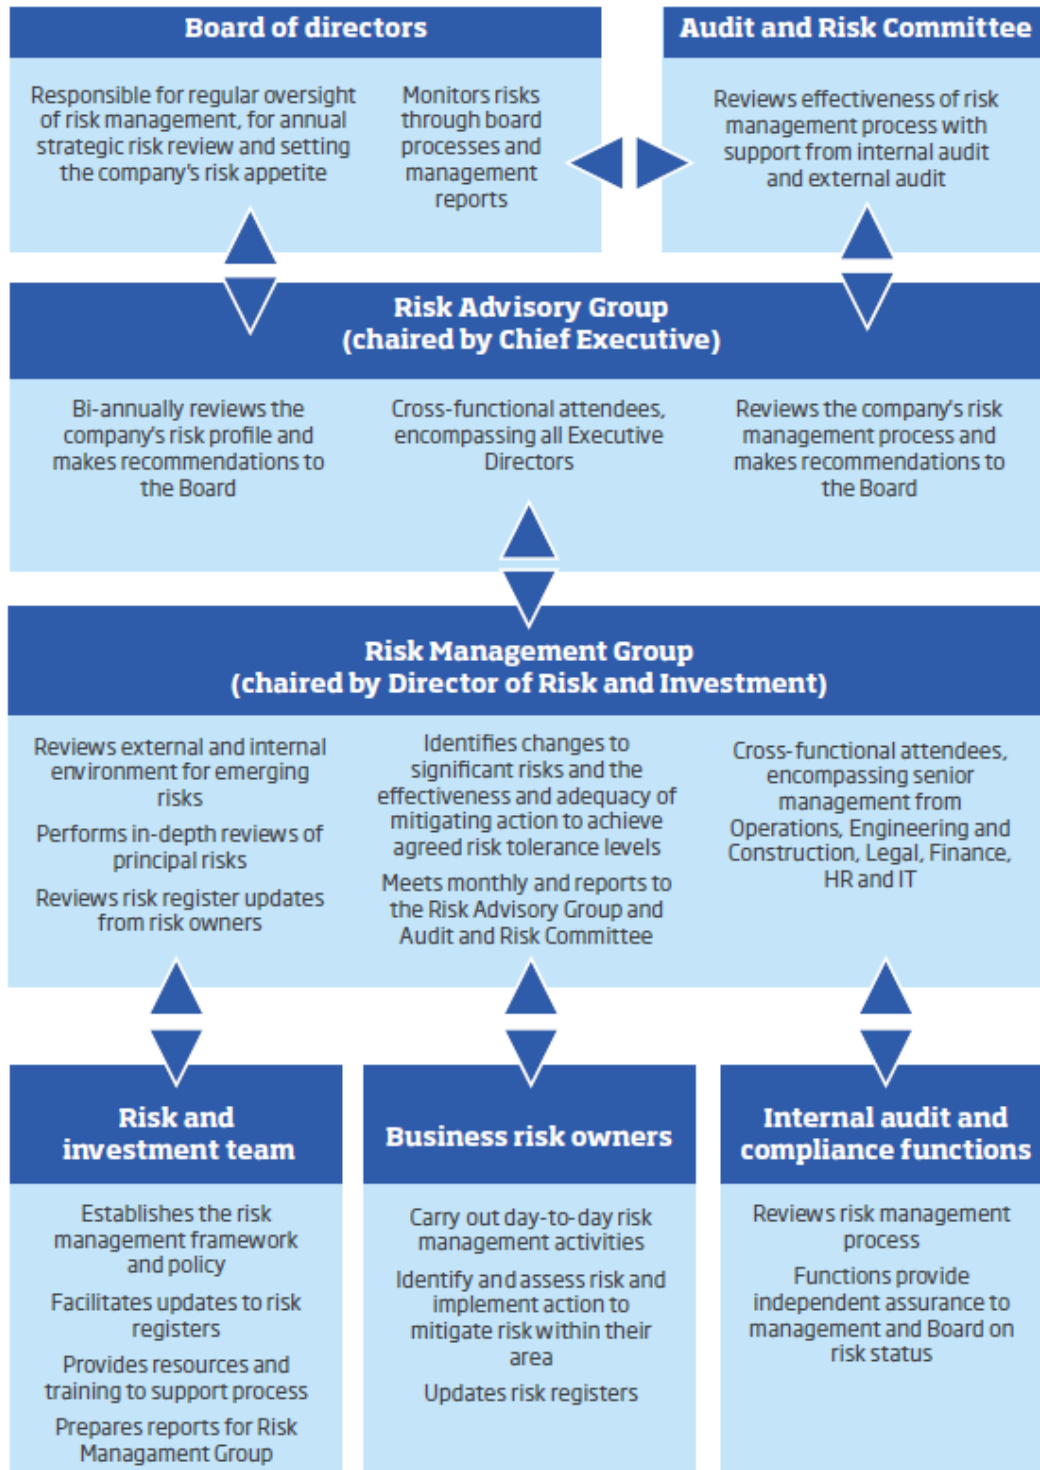 Board of directors
Responsible for regular oversight
of risk management, for annual
strategic risk review and setting
the company's risk appetite
Monitors risks
through board
processes and
management
reports
Audit and Risk Committee
Reviews effectiveness of risk
management process with
support from internal audit
and external audit
Risk Advisory Group
(chaired by Chief Executive)
Bi-annually reviews the
company's risk profile and
makes recommendations to
the Board
Cross-functional attendees,
encompassing all Executive
Directors
Reviews the company's risk
management process and
makes recommendations to
the Board
Risk Management Group
(chaired by Director of Risk and Investment)
Reviews external and internal
environment for emerging
risks
Performs in-depth reviews of
principal risks
Reviews risk register updates
from risk owners
Identifies changes to
significant risks and the
effectiveness and adequacy of
mitigating action to achieve
agreed risk tolerance levels
Meets monthly and reports to
the Risk Advisory Group and
Audit and Risk Committee
Cross-functional attendees,
encompassing senior
management from
Operations, Engineering and
Construction, Legal, Finance,
HR and IT
Risk and
investment team
Establishes the risk
management framework
and policy
Facilitates updates to risk
registers
Provides resources and
training to support process
Prepares reports for Risk
Managament Group
Business risk owners
Carry out day-to-day risk
management activities
Identify and assess risk and
implement action to
mitigate risk within their
area
Updates risk registers
Internal audit and
compliance functions
Reviews risk management
process
Functions provide
independent assurance to
management and Board on
risk status